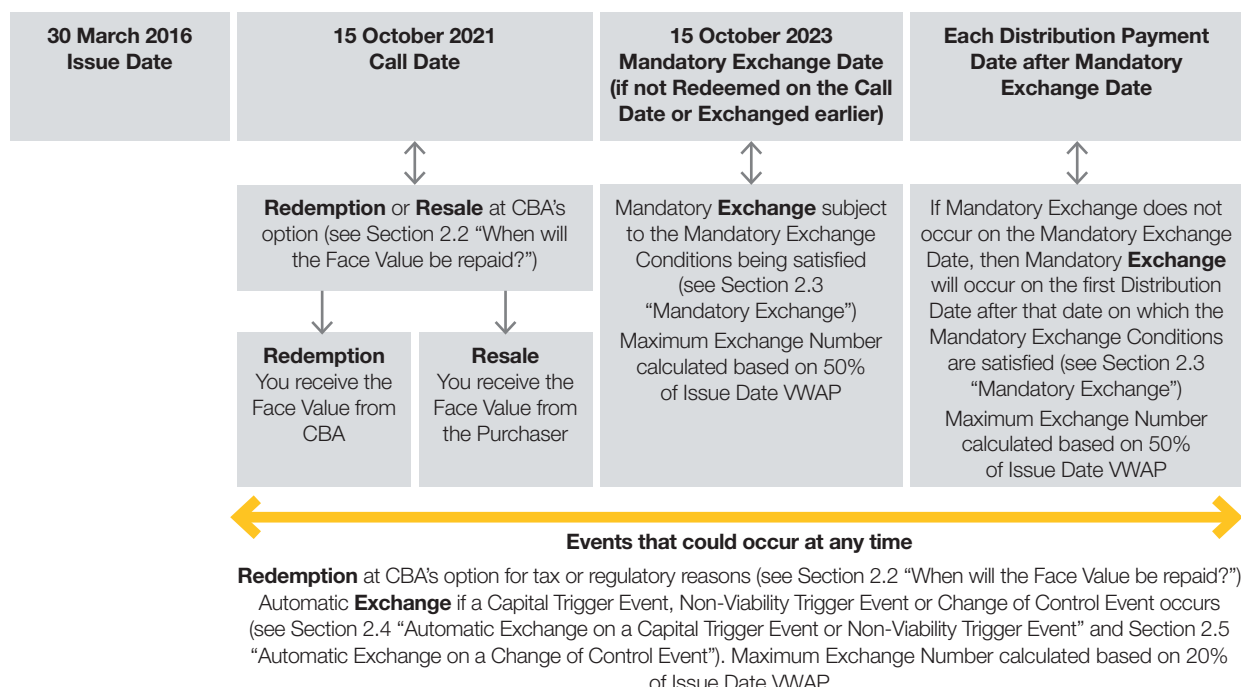 30 March 2016
Issue Date
15 October 2021
Call Date
15 October 2023
Mandatory Exchange Date
(if not Redeemed on the Call
Date or Exchanged earlier)
Each Distribution Payment
Date after Mandatory
Exchange Date
Redemption or Resale at CBA's
option (see Section 2.2 "When will
the Face Value be repaid?")
Redemption
You receive the
Face Value from
CBA
Resale
You receive the
Face Value from
the Purchaser
Mandatory Exchange subject
to the Mandatory Exchange
Conditions being satisfied
(see Section 2.3
"Mandatory Exchange")
Maximum Exchange Number
calculated based on 50%
of Issue Date VWAP
If Mandatory Exchange does not
occur on the Mandatory Exchange
Date, then Mandatory Exchange
will occur on the first Distribution
Date after that date on which the
Mandatory Exchange Conditions
are satisfied (see Section 2.3
"Mandatory Exchange")
Maximum Exchange Number
calculated based on 50%
of Issue Date VWAP
Events that could occur at any time
Redemption at CBA's option for tax or regulatory reasons (see Section 2.2 "When will the Face Value be repaid?")
Automatic Exchange if a Capital Trigger Event, Non-Viability Trigger Event or Change of Control Event occurs
(see Section 2.4 "Automatic Exchange on a Capital Trigger Event or Non-Viability Trigger Event" and Section 2.5
"Automatic Exchange on a Change of Control Event"). Maximum Exchange Number calculated based on 20%
of Issue Date VWAP